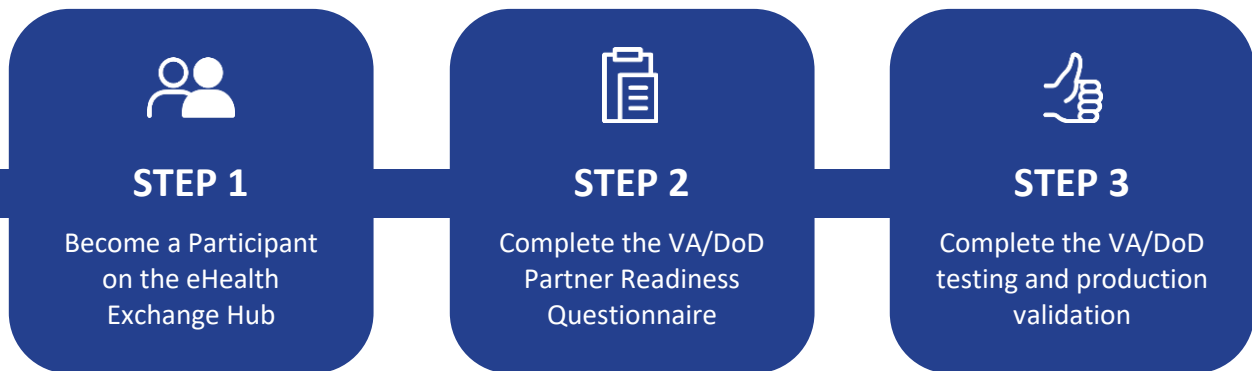 STEP 1
Become a Participant
on the eHealth
Exchange Hub
STEP 2
Complete the VA/DoD
Partner Readiness
Questionnaire
STEP 3
Complete the VA/DoD
testing and production
validation